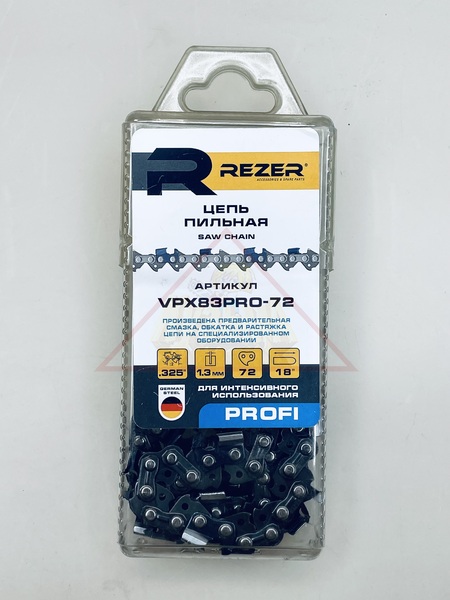 REZER
ACCESSORIES & SPARE PARTS
ЦЕПЬ
ПИЛЬНАЯ
SAW CHAIN
АРТИКУЛ
VPX83PRO-72
ПРОИЗВЕДЕНА ПРЕДВАРИТЕЛЬНАЯ
СМАЗКА, ОБКАТКА И РАСТЯЖКА
ЦЕПИ НА СПЕЦИАЛИЗИРОВАННОМ
ОБОРУДОВАНИИ
.325" 1.3 мм 72 18"
GERMAN
STEEL
ДЛЯ ИНТЕНСИВНОГО
ИСПОЛЬЗОВАНИЯ
PROFI